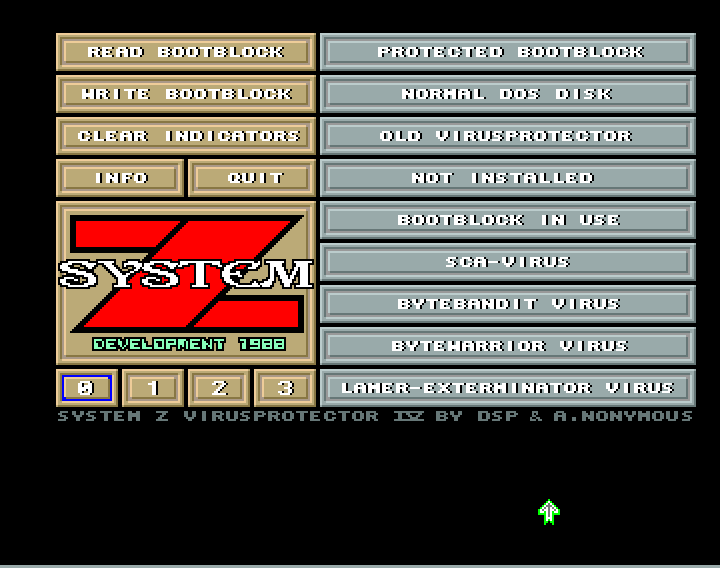 READ BOOTBLOCK
WRITE BOOTBLOCK
CLEAR INDICATORS
INFO QUIT
SYSTEM
Z
DEVELOPMENT 1988
0 1 2 3
PROTECTED BOOTBLOCK
NORMAL DOS DISK
OLD VIRUSPROTECTOR
NOT INSTALLED
BOOTBLOCK IN USE
SCA-VIRUS
BYTEBANDIT VIRUS
BYTEWARRIOR VIRUS
LAMER-EXTERMINATOR VIRUS
SYSTEM Z VIRUSPROTECTOR IV BY DSP & A.NONYMOUS